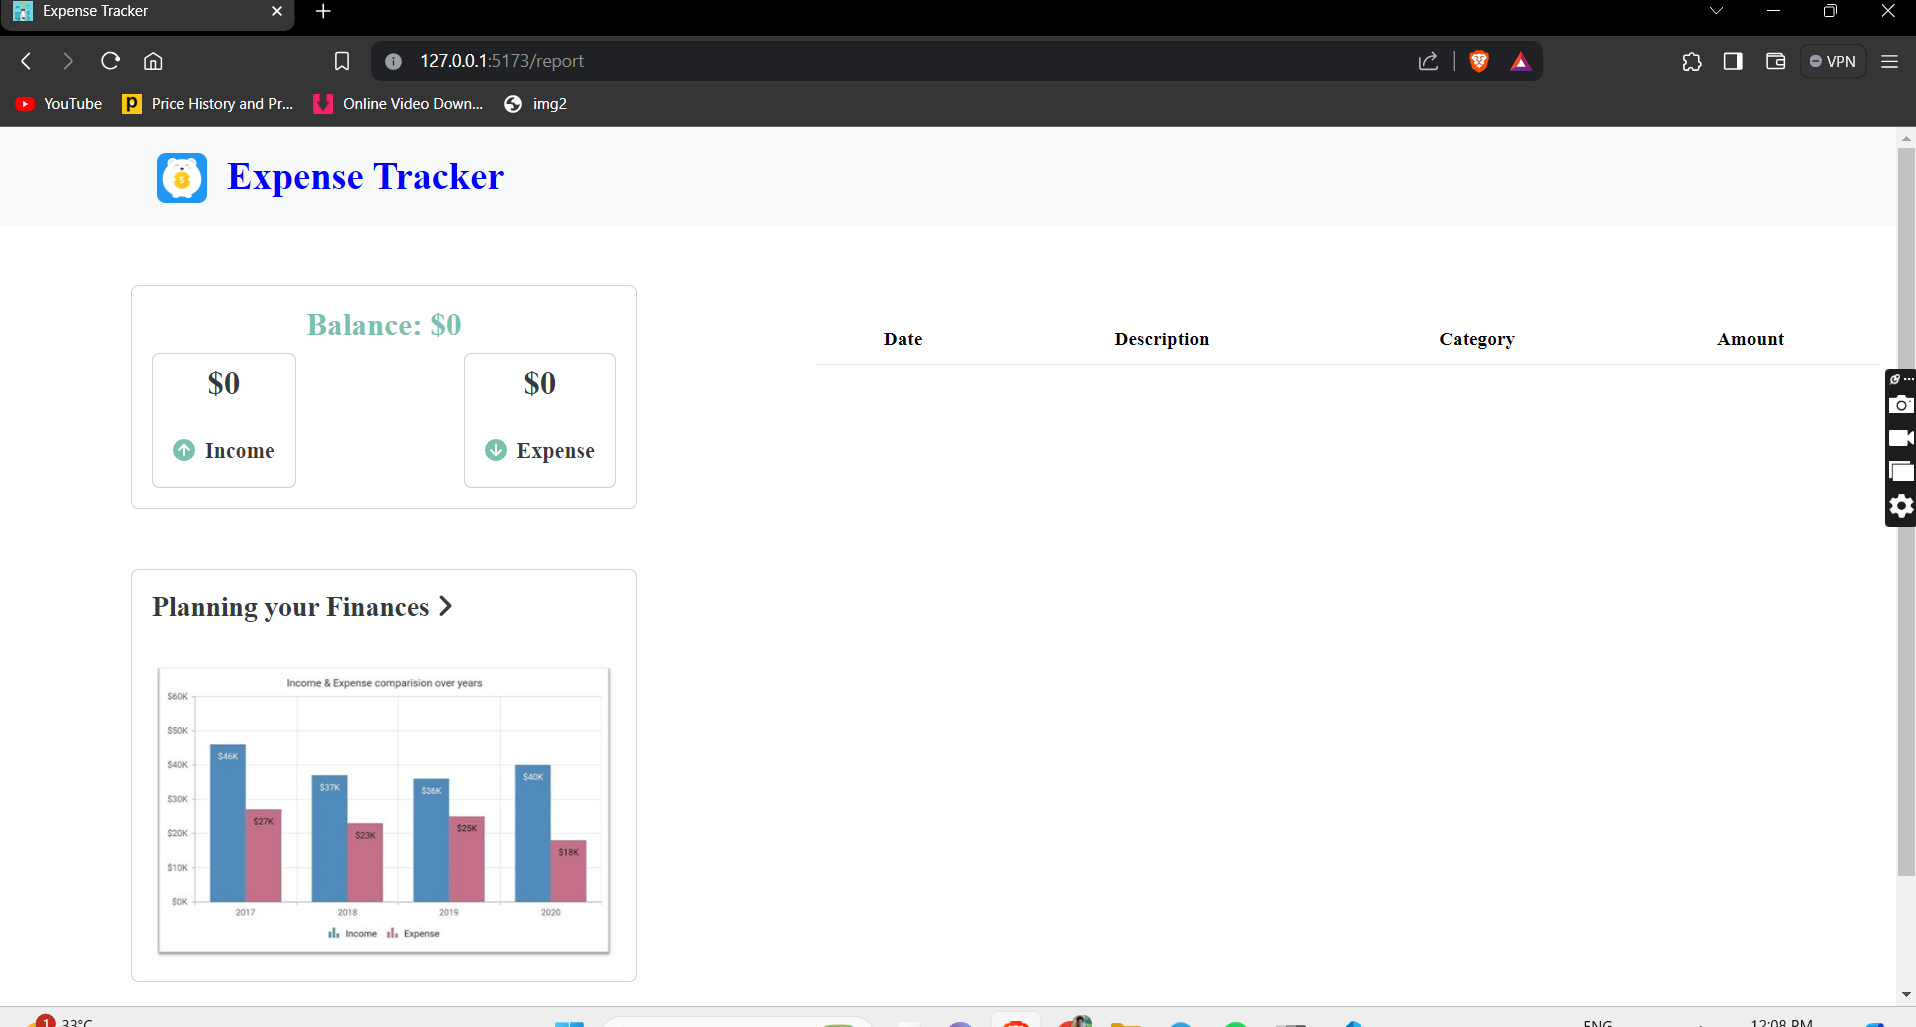 Expense Tracker
127.0.0.1:5173/report
VPN
YouTube
Price History and Pr...
Online Video Down...
img2
Expense Tracker
Balance: $0
$0
Income
$0
Expense
Date Description Category Amount
Planning your Finances
Income & Expense comparision over years
$60K
$50K
$40K
$30K
$20K
$10K
$0K
$46K
$27K
$37K
$23K
$36K
$25K
$40K
$18K
2017 2018 2019 2020
Income Expense
1
33°C
ENG
12:08 PM